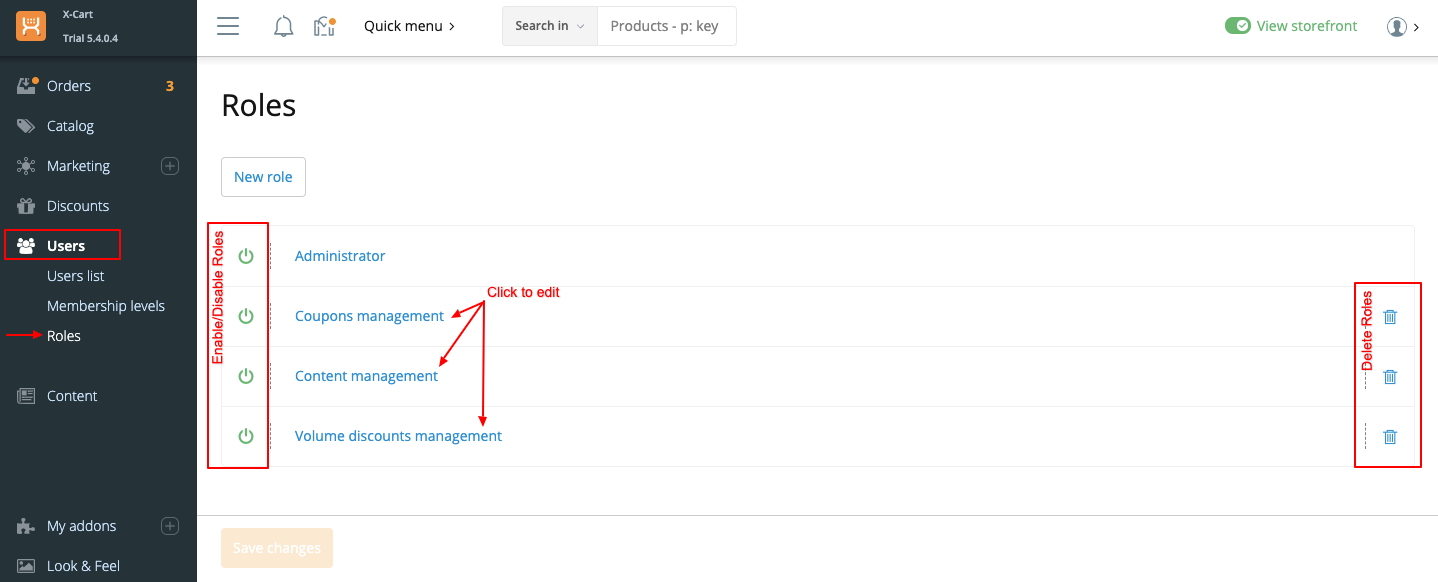 X-Cart
Trial 5.4.0.4
Quick menu
Search in
Products - p: key
View storefront
Orders
3
Catalog
Marketing
Discounts
Users
Users list
Membership levels
Roles
Content
My addons
Look & Feel
Roles
New role
Enable/Disable Roles
Administrator
Click to edit
Coupons management
Content management
Volume discounts management
Delete Roles
Save changes